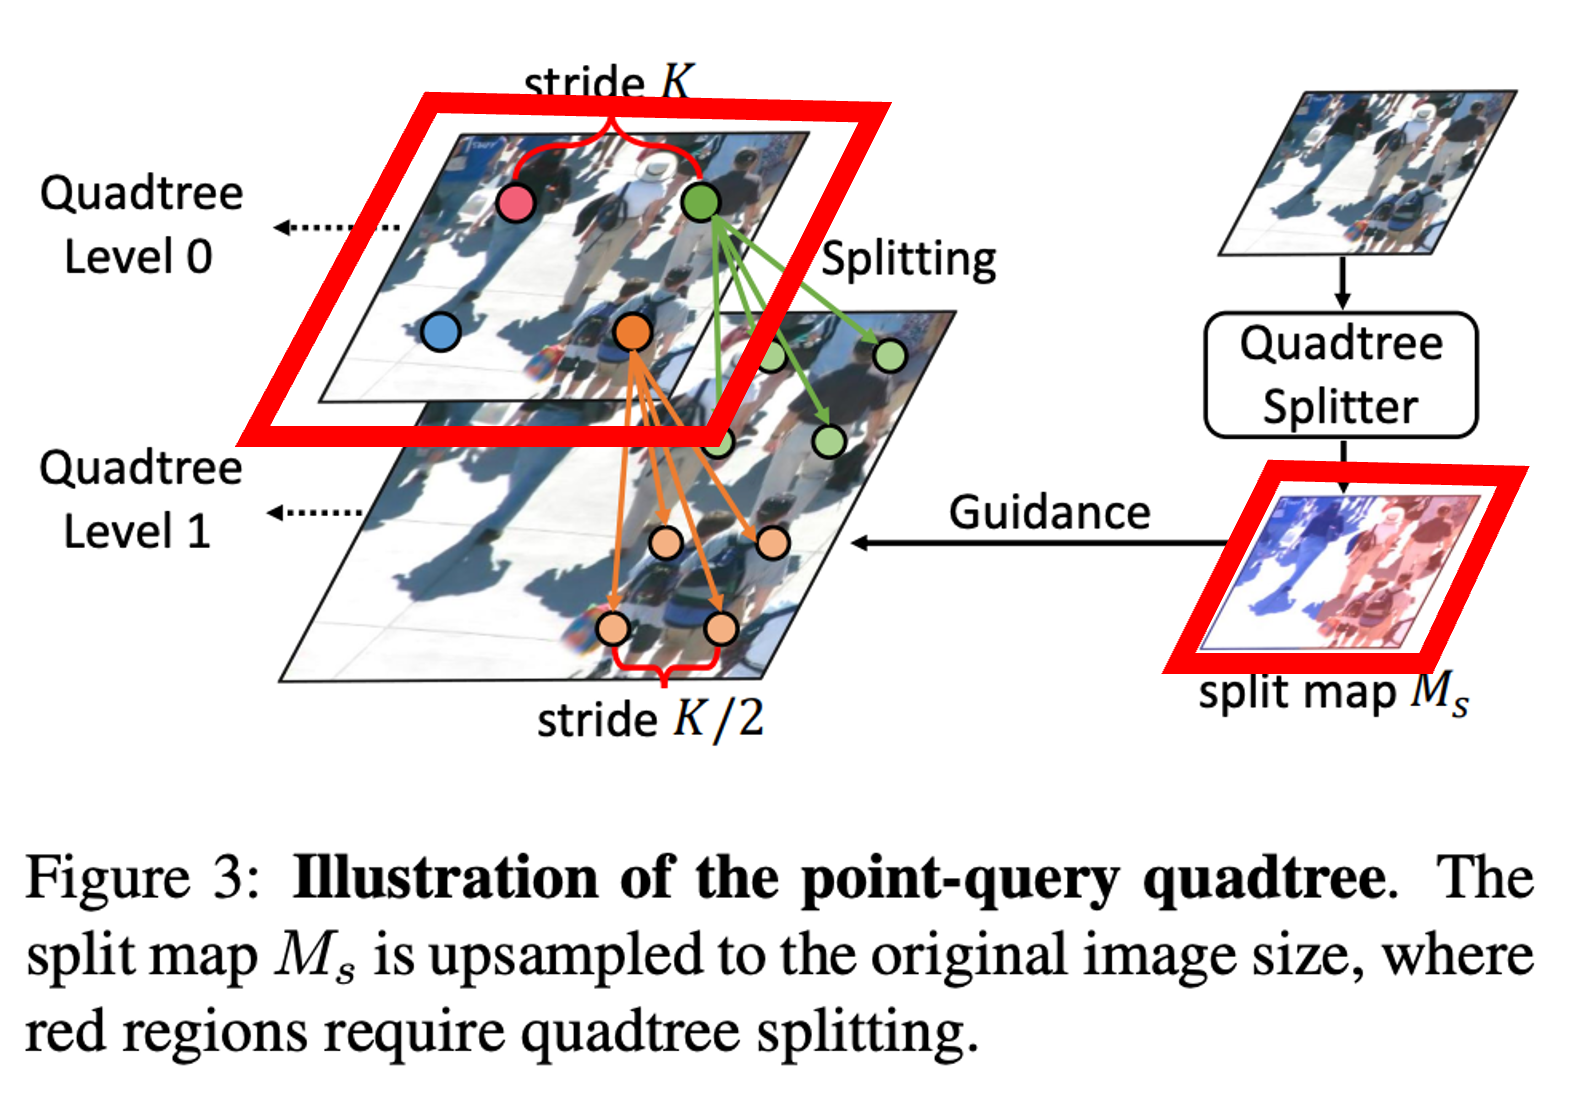 stride K
Quadtree
Level 0
Splitting
Quadtree
Splitter
Quadtree
Level 1
Guidance
split map Mₛ
stride K/2
Figure 3: Illustration of the point-query quadtree. The
split map Mₛ is upsampled to the original image size, where
red regions require quadtree splitting.